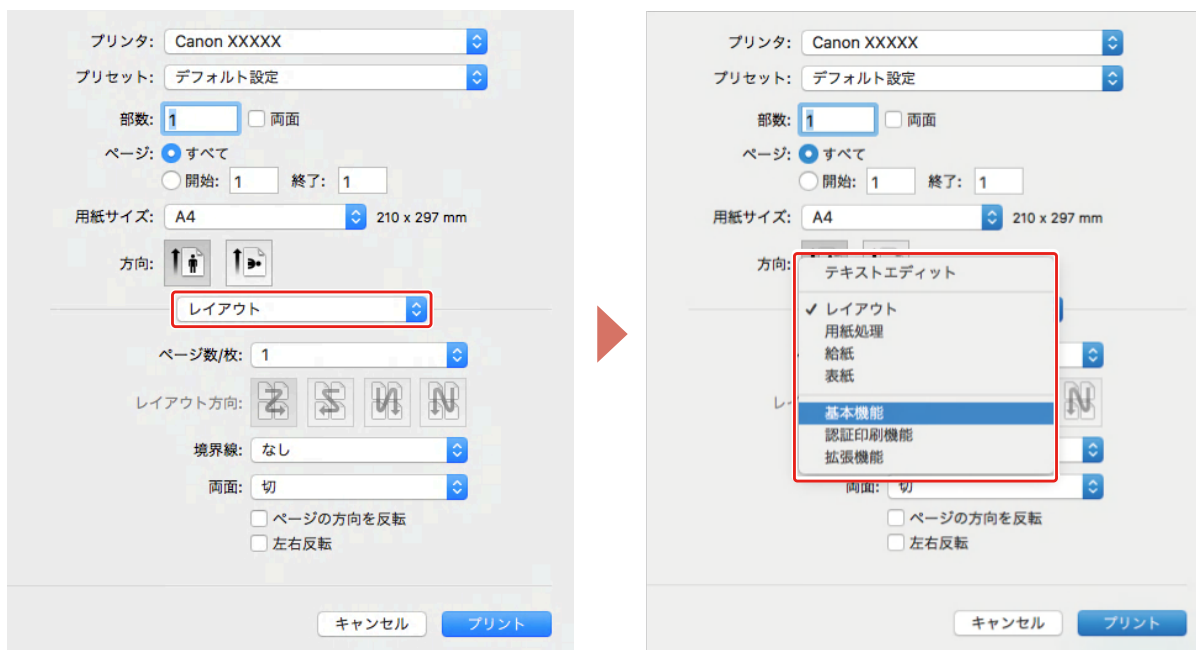 プリンタ: Canon XXXXX
プリセット: デフォルト設定
部数: 1 両面
ページ: すべて
開始: 1 終了: 1
用紙サイズ: A4 210 x 297 mm
方向:
レイアウト
ページ数/枚: 1
レイアウト方向:
境界線: なし
両面: 切
ページの方向を反転
左右反転
キャンセル プリント
プリンタ: Canon XXXXX
プリセット: デフォルト設定
部数: 1 両面
ページ: すべて
開始: 1 終了: 1
用紙サイズ: A4 210 x 297 mm
方向:
テキストエディット
✓ レイアウト
用紙処理
給紙
表紙
レイ
基本機能
認証印刷機能
拡張機能
両面: 切
ページの方向を反転
左右反転
キャンセル プリント